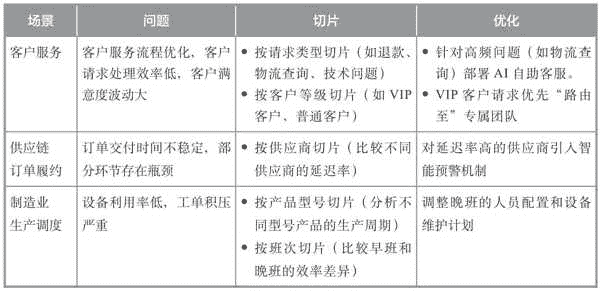 场景 问题 切片 优化
客户服务 客户服务流程优化，客户 • 按请求类型切片（如退款、 • 针对高频问题（如物流查
请求处理效率低，客户满 物流查询、技术问题） 询）部署 AI 自助客服。
意度波动大 • 按客户等级切片（如 VIP • VIP 客户请求优先“路由
客户、普通客户） 至”专属团队
供应链 订单交付时间不稳定，部 • 按供应商切片（比较不同 对延迟率高的供应商引入智
订单履约 分环节存在瓶颈 供应商的延迟率） 能预警机制
制造业 设备利用率低，工单积压 • 按产品型号切片（分析不 调整晚班的人员配置和设备
生产调度 严重 同型号产品的生产周期） 维护计划
• 按班次切片（比较早班和
晚班的效率差异）